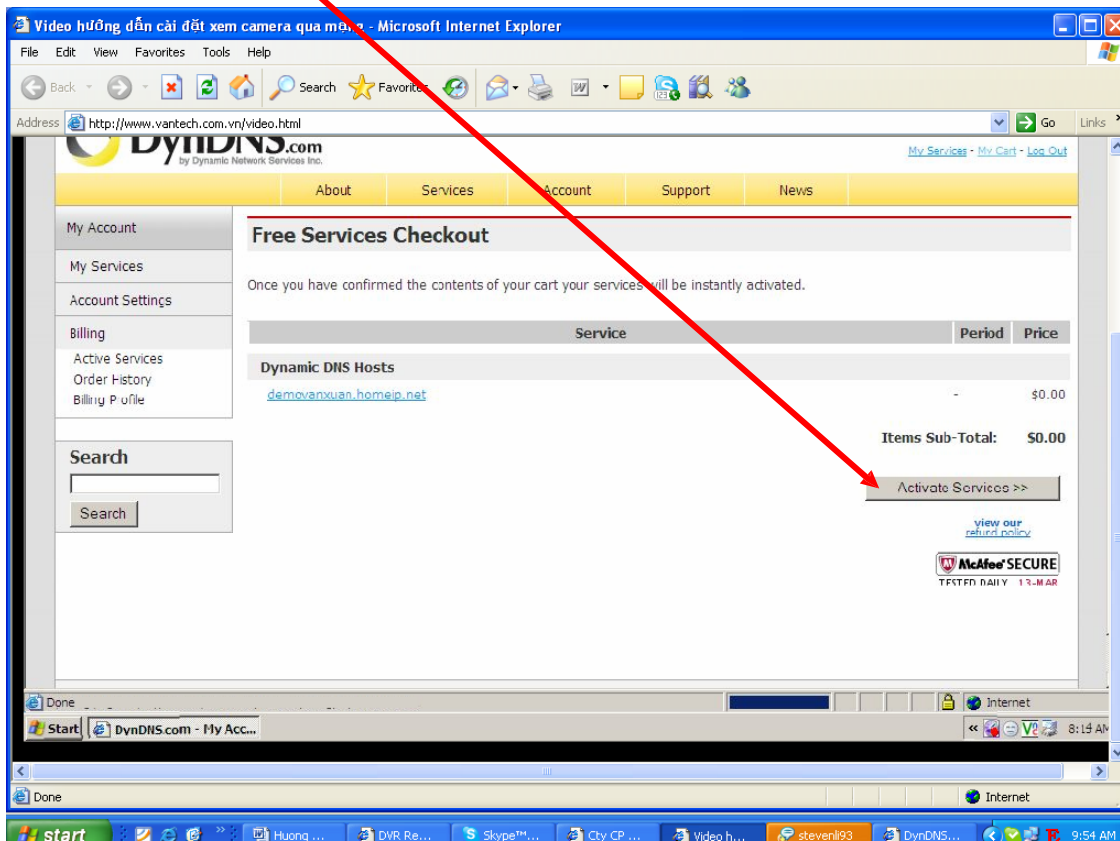 Video hướng dẫn cài đặt xem camera qua mạng - Microsoft Internet Explorer
File Edit View Favorites Tools Help
Back Search Favorites
Address http://www.vantech.com.vn/video.html Go Links
DynDNS.com
by Dynamic Network Services Inc.
My Services - My Cart - Log Out
About Services Account Support News
My Account
My Services
Account Settings
Billing
Active Services
Order History
Billing Profile
Search
Search
Free Services Checkout
Once you have confirmed the contents of your cart your services will be instantly activated.
Service Period Price
Dynamic DNS Hosts
demovanxuan.homeip.net - $0.00
Items Sub-Total: $0.00
Activate Services >>
view our
refund policy
McAfee SECURE
TESTED DAILY 13-MAR
Done Internet
Start DynDNS.com - My Acc... 8:15 AM
Done Internet
start Huong ... DVR Re... Skype™... Cty CP ... Video h... stevenli93 DynDNS... 9:54 AM